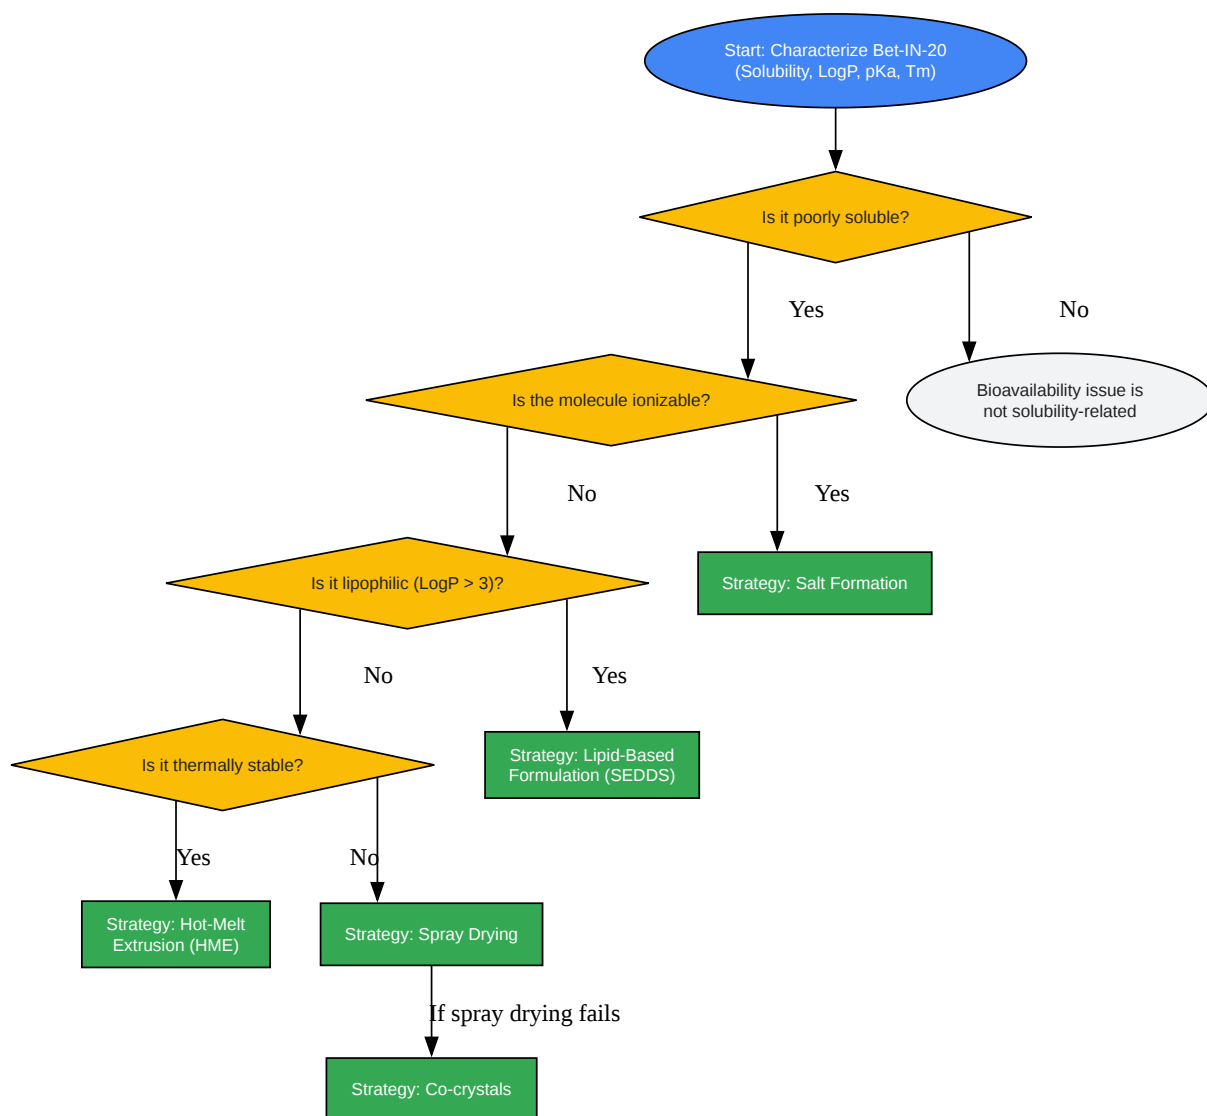 Start: Characterize Bet-IN-20
(Solubility, LogP, pKa, Tm)
Is it poorly soluble?
Yes
No
Is the molecule ionizable?
Bioavailability issue is
not solubility-related
No
Yes
Is it lipophilic (LogP > 3)?
Strategy: Salt Formation
No
Yes
Is it thermally stable?
Strategy: Lipid-Based
Formulation (SEDDS)
Yes
No
Strategy: Hot-Melt
Extrusion (HME)
Strategy: Spray Drying
If spray drying fails
Strategy: Co-crystals